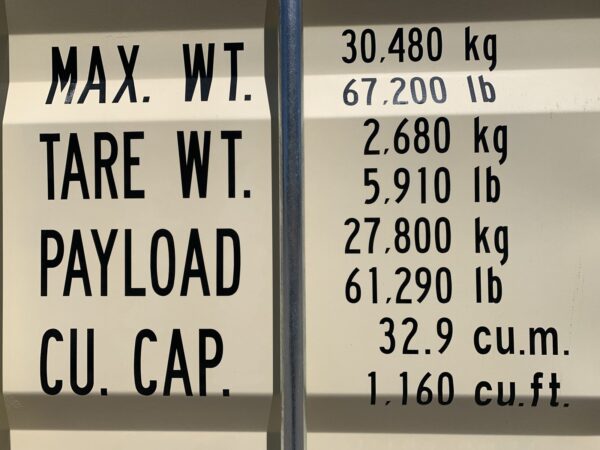 MAX. WT. 30,480 kg
67,200 lb
TARE WT. 2,680 kg
5,910 lb
PAYLOAD 27,800 kg
61,290 lb
CU. CAP. 32.9 cu.m.
1,160 cu.ft.